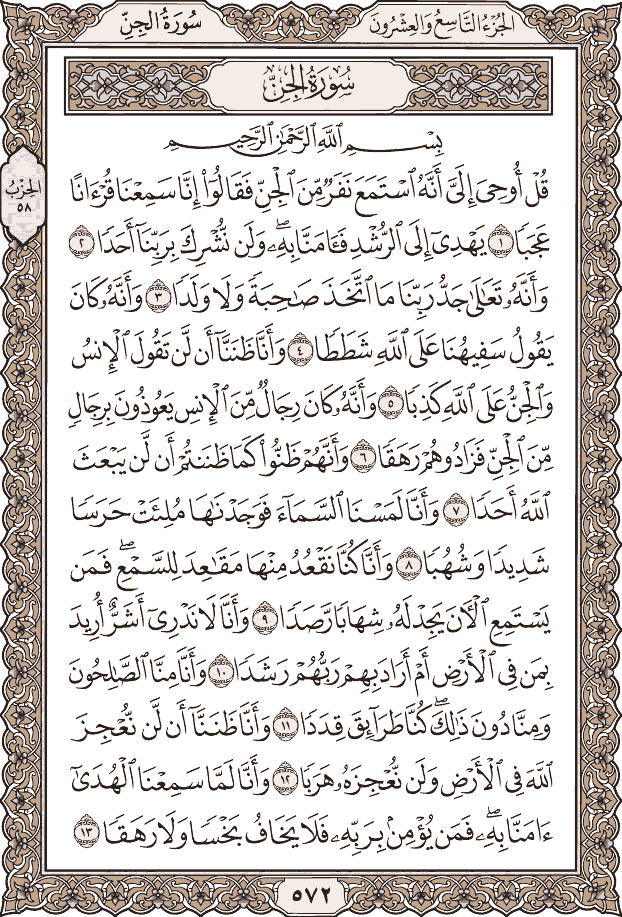 الجُزْءُ التَّاسِعُ وَالعِشْرُونَ
سُورَةُ الجِنِّ
سُورَةُ الجِنِّ
بِسْمِ ٱللَّهِ ٱلرَّحْمَٰنِ ٱلرَّحِيمِ
قُلْ أُوحِىَ إِلَىَّ أَنَّهُ ٱسْتَمَعَ نَفَرٌ مِّنَ ٱلْجِنِّ فَقَالُوٓا۟ إِنَّا سَمِعْنَا قُرْءَانًا
الحِزْبُ
٥٨
عَجَبًا ١ يَهْدِىٓ إِلَى ٱلرُّشْدِ فَـَٔامَنَّا بِهِۦ ۖ وَلَن نُّشْرِكَ بِرَبِّنَآ أَحَدًا ٢
وَأَنَّهُۥ تَعَٰلَىٰ جَدُّ رَبِّنَا مَا ٱتَّخَذَ صَٰحِبَةً وَلَا وَلَدًا ٣ وَأَنَّهُۥ كَانَ
يَقُولُ سَفِيهُنَا عَلَى ٱللَّهِ شَطَطًا ٤ وَأَنَّا ظَنَنَّآ أَن لَّن تَقُولَ ٱلْإِنسُ
وَٱلْجِنُّ عَلَى ٱللَّهِ كَذِبًا ٥ وَأَنَّهُۥ كَانَ رِجَالٌ مِّنَ ٱلْإِنسِ يَعُوذُونَ بِرِجَالٍ
مِّنَ ٱلْجِنِّ فَزَادُوهُمْ رَهَقًا ٦ وَأَنَّهُمْ ظَنُّوا۟ كَمَا ظَنَنتُمْ أَن لَّن يَبْعَثَ
ٱللَّهُ أَحَدًا ٧ وَأَنَّا لَمَسْنَا ٱلسَّمَآءَ فَوَجَدْنَٰهَا مُلِئَتْ حَرَسًا
شَدِيدًا وَشُهُبًا ٨ وَأَنَّا كُنَّا نَقْعُدُ مِنْهَا مَقَٰعِدَ لِلسَّمْعِ ۖ فَمَن
يَسْتَمِعِ ٱلْـَٔانَ يَجِدْ لَهُۥ شِهَابًا رَّصَدًا ٩ وَأَنَّا لَا نَدْرِىٓ أَشَرٌّ أُرِيدَ
بِمَن فِى ٱلْأَرْضِ أَمْ أَرَادَ بِهِمْ رَبُّهُمْ رَشَدًا ١٠ وَأَنَّا مِنَّا ٱلصَّٰلِحُونَ
وَمِنَّا دُونَ ذَٰلِكَ ۖ كُنَّا طَرَآئِقَ قِدَدًا ١١ وَأَنَّا ظَنَنَّآ أَن لَّن نُّعْجِزَ
ٱللَّهَ فِى ٱلْأَرْضِ وَلَن نُّعْجِزَهُۥ هَرَبًا ١٢ وَأَنَّا لَمَّا سَمِعْنَا ٱلْهُدَىٰٓ
ءَامَنَّا بِهِۦ ۖ فَمَن يُؤْمِنۢ بِرَبِّهِۦ فَلَا يَخَافُ بَخْسًا وَلَا رَهَقًا ١٣
٥٧٢